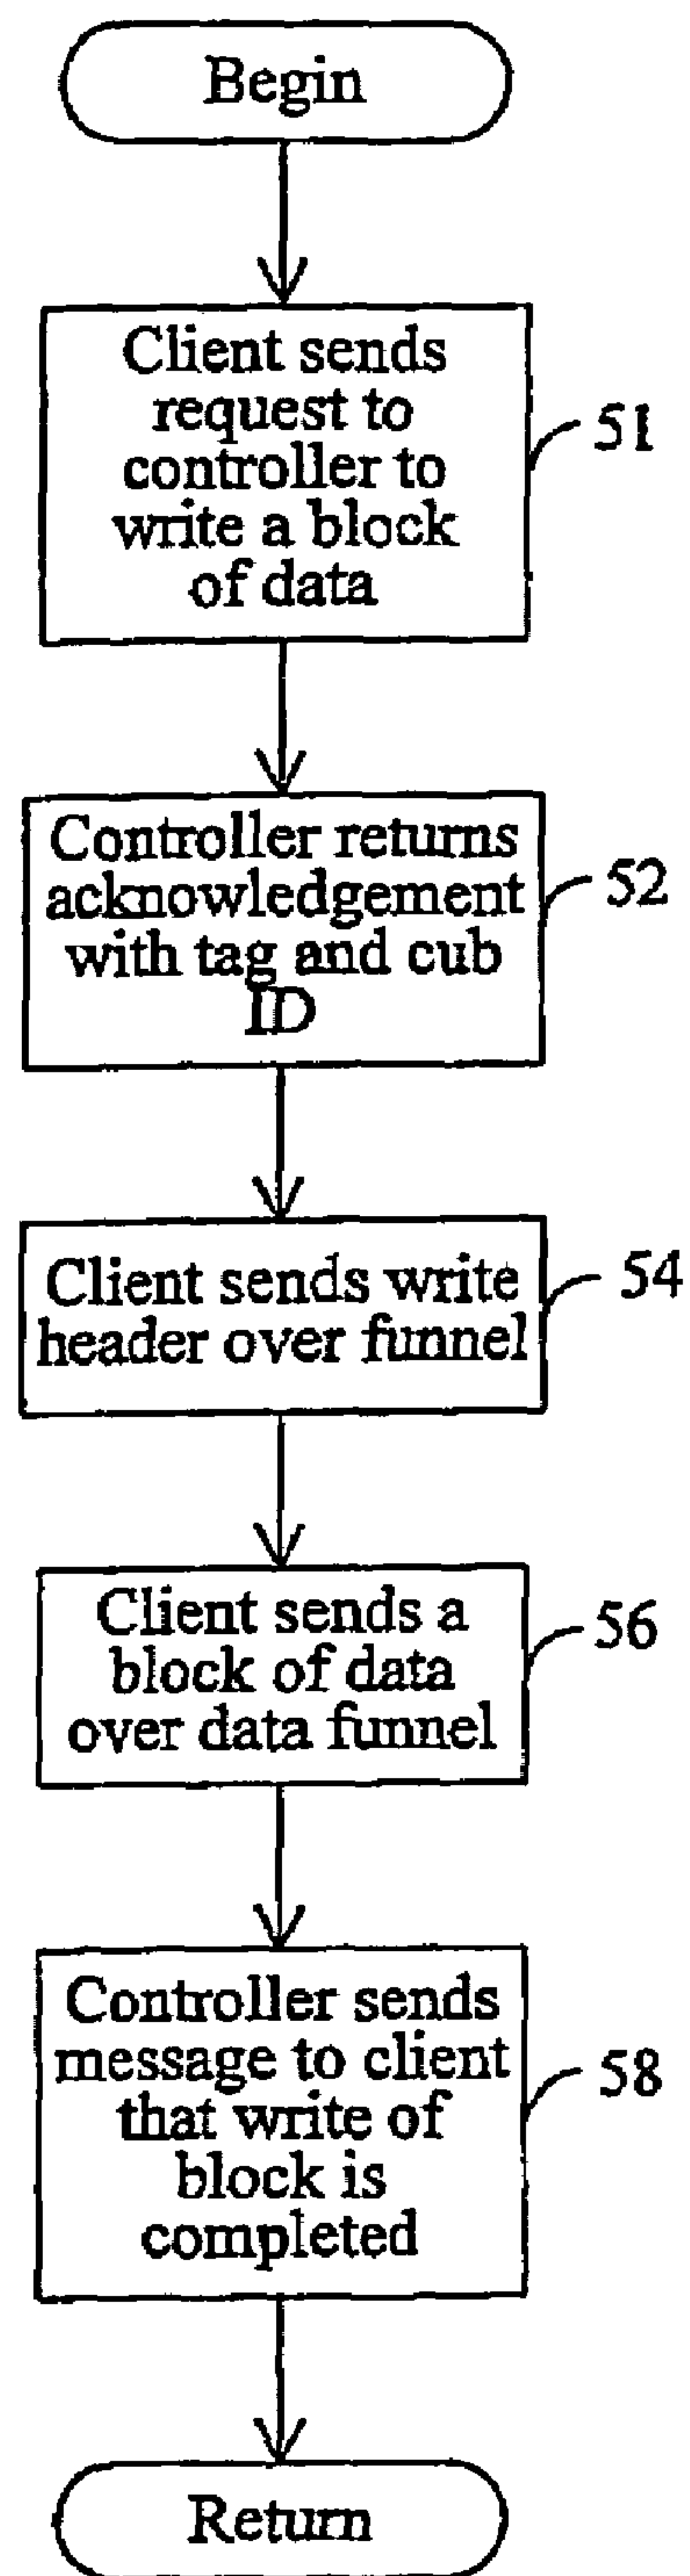 Begin
Client sends
request to
controller to
write a block
of data
51
Controller returns
acknowledgement
with tag and cub
ID
52
Client sends write
header over funnel
54
Client sends a
block of data
over data funnel
56
Controller sends
message to client
that write of
block is
completed
58
Return